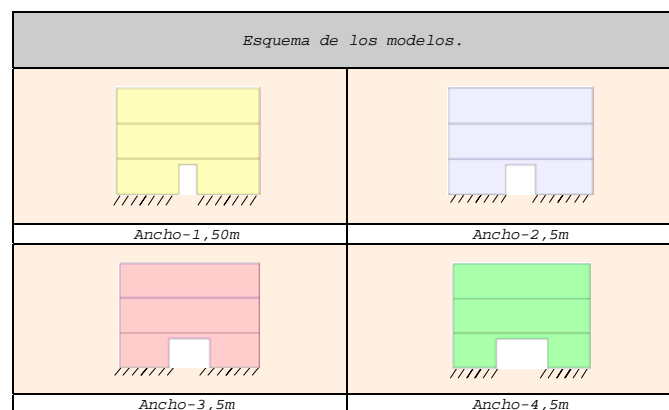 Esquema de los modelos.
Ancho-1,50m
Ancho-2,5m
Ancho-3,5m
Ancho-4,5m